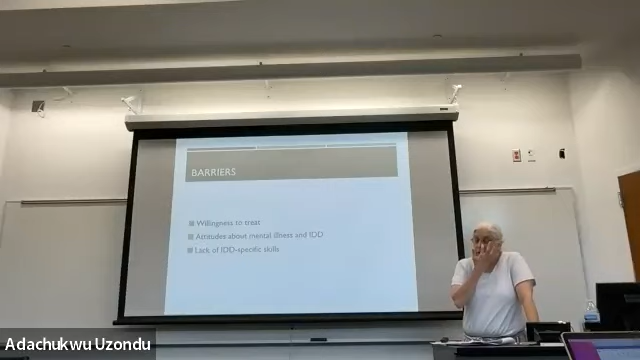 BARRIERS
Willingness to treat
Attitudes about mental illness and IDD
Lack of IDD-specific skills
Adachukwu Uzondu